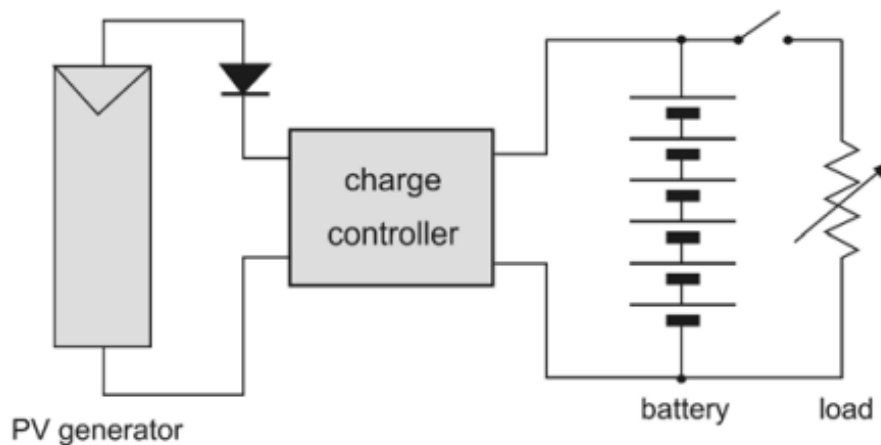 charge
controller
PV generator
battery
load